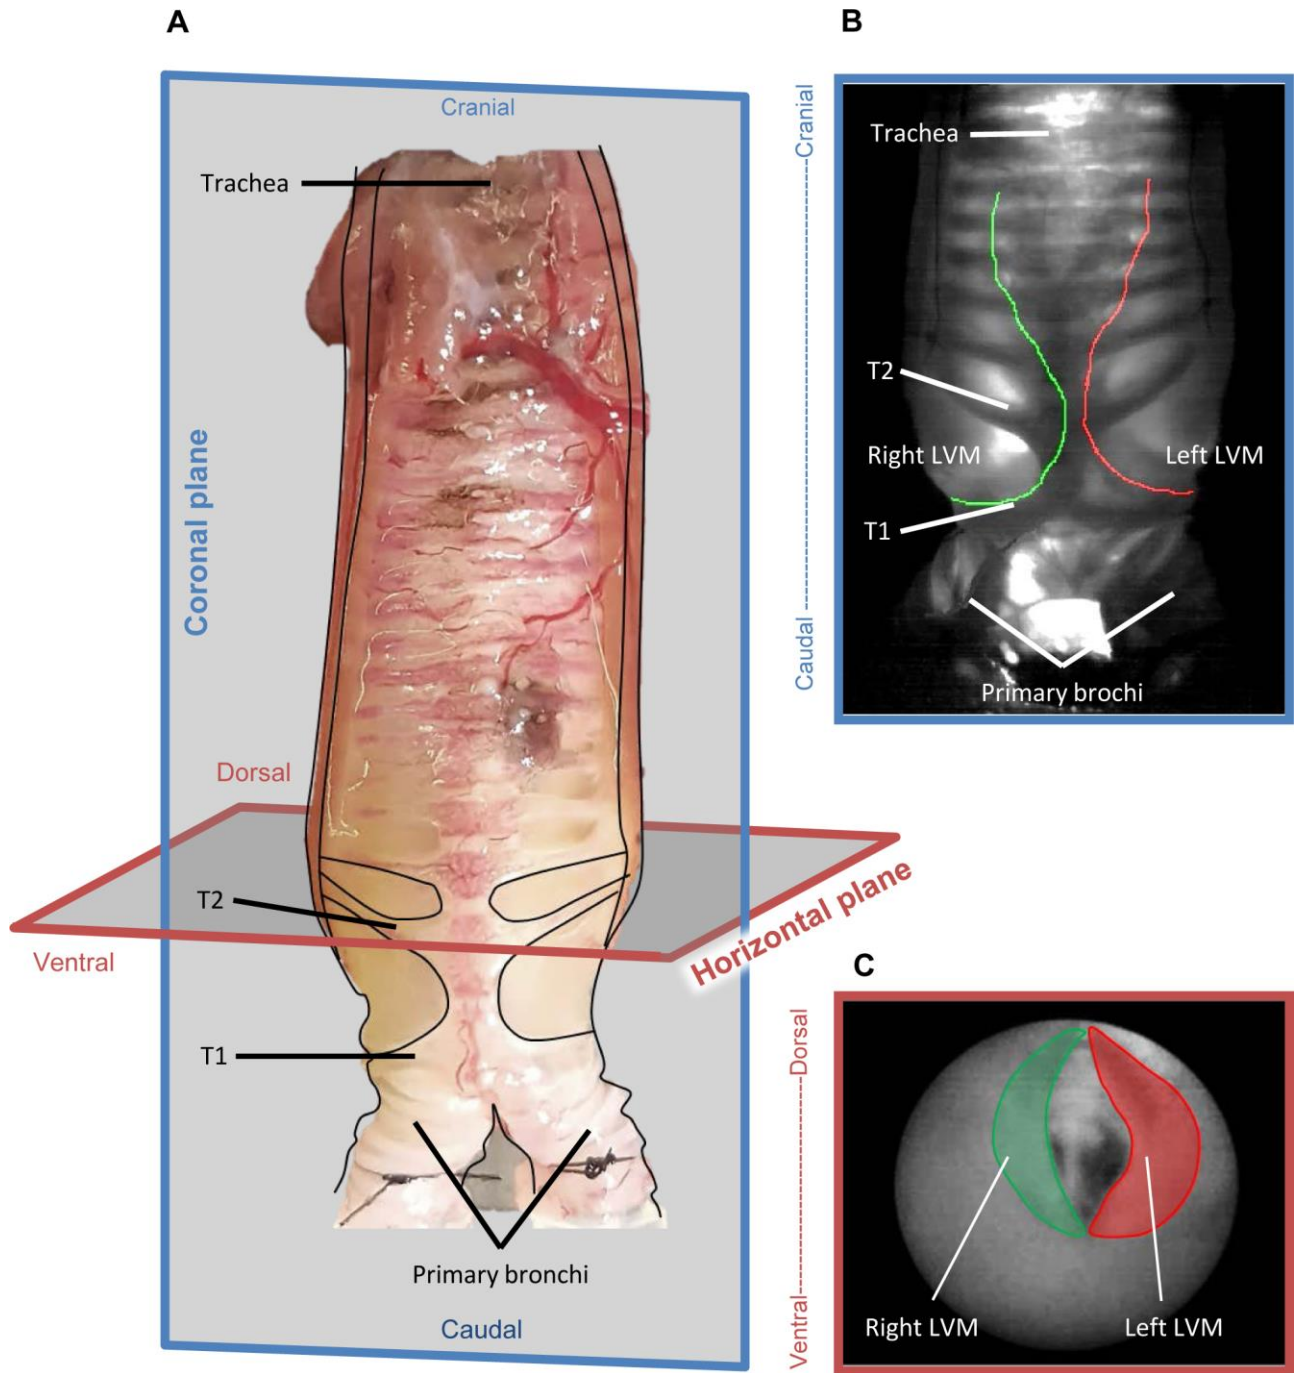 A
Cranial
Trachea
Coronal plane
Dorsal
T2
Ventral
Horizontal plane
T1
Primary bronchi
Caudal
B
Caudal ---------------Cranial
Trachea
T2
Right LVM
Left LVM
T1
Primary brochi
C
Ventral---------------Dorsal
Right LVM
Left LVM